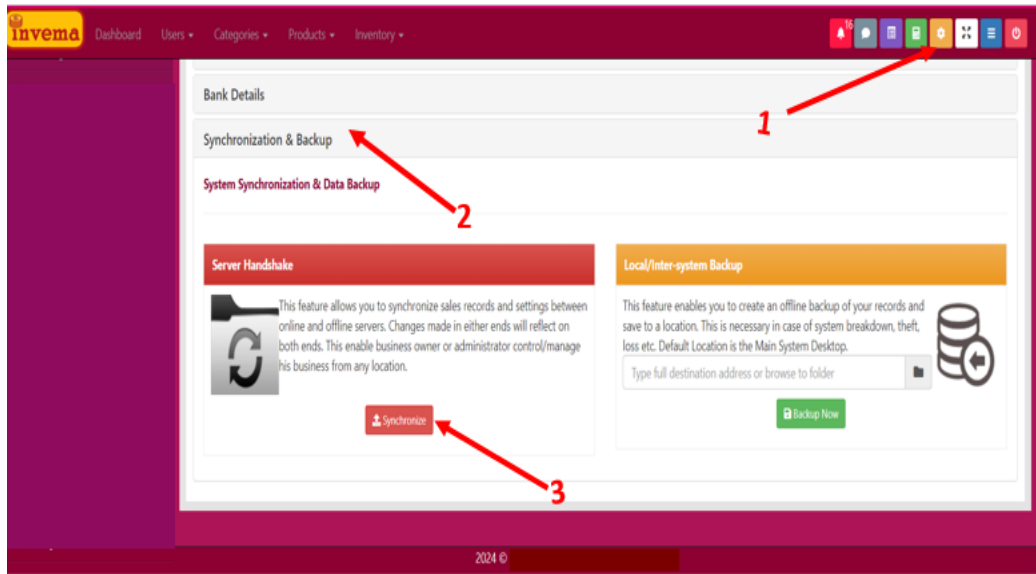 invema Dashboard Users Categories Products Inventory 16
Bank Details
1
Synchronization & Backup
System Synchronization & Data Backup
2
Server Handshake
This feature allows you to synchronize sales records and settings between
online and offline servers. Changes made in either ends will reflect on
both ends. This enable business owner or administrator control/manage
his business from any location.
Synchronize
3
Local/Inter-system Backup
This feature enables you to create an offline backup of your records and
save to a location. This is necessary in case of system breakdown, theft,
loss etc. Default Location is the Main System Desktop.
Type full destination address or browse to folder
Backup Now
2024 ©